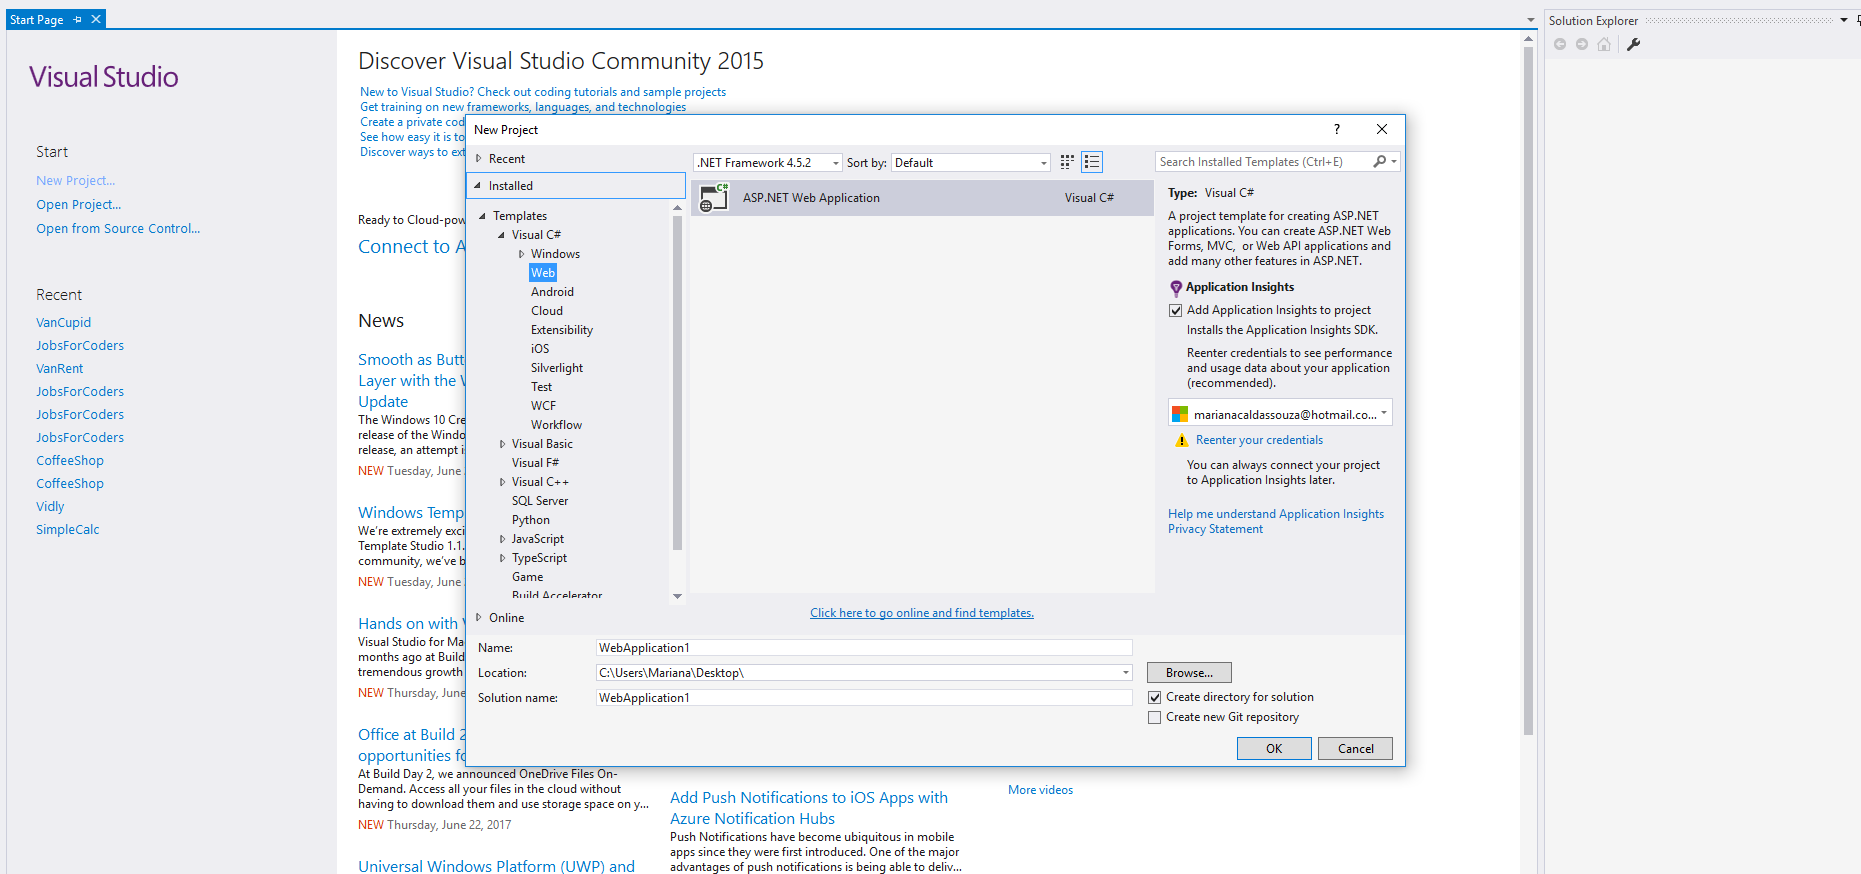 Start Page
Solution Explorer
Visual Studio
Start
New Project...
Open Project...
Open from Source Control...
Recent
VanCupid
JobsForCoders
VanRent
JobsForCoders
JobsForCoders
JobsForCoders
CoffeeShop
CoffeeShop
Vidly
SimpleCalc
Discover Visual Studio Community 2015
New to Visual Studio? Check out coding tutorials and sample projects
Get training on new frameworks, languages, and technologies
Create a private cod
See how easy it is to
Discover ways to ext
Ready to Cloud-pow
Connect to A
News
Smooth as Butt
Layer with the W
Update
The Windows 10 Cre
release of the Windo
release, an attempt i
NEW Tuesday, June
Windows Temp
We're extremely exci
Template Studio 1.1.
community, we've b
NEW Tuesday, June
Hands on with V
Visual Studio for Ma
months ago at Build
tremendous growth
NEW Thursday, June
Office at Build 2
opportunities fo
At Build Day 2, we announced OneDrive Files On-
Demand. Access all your files in the cloud without
having to download them and use storage space on y...
NEW Thursday, June 22, 2017
Universal Windows Platform (UWP) and
Add Push Notifications to iOS Apps with
Azure Notification Hubs
Push Notifications have become ubiquitous in mobile
apps since they were first introduced. One of the major
advantages of push notifications is being able to deliv...
More videos
New Project
?
Recent
Installed
.NET Framework 4.5.2
Sort by: Default
Search Installed Templates (Ctrl+E)
Templates
Visual C#
Windows
Web
Android
Cloud
Extensibility
iOS
Silverlight
Test
WCF
Workflow
Visual Basic
Visual F#
Visual C++
SQL Server
Python
JavaScript
TypeScript
Game
Build Accelerator
Online
C#
ASP.NET Web Application
Visual C#
Click here to go online and find templates.
Type: Visual C#
A project template for creating ASP.NET
applications. You can create ASP.NET Web
Forms, MVC, or Web API applications and
add many other features in ASP.NET.
Application Insights
Add Application Insights to project
Installs the Application Insights SDK.
Reenter credentials to see performance
and usage data about your application
(recommended).
marianacaldassouza@hotmail.co...
Reenter your credentials
You can always connect your project
to Application Insights later.
Help me understand Application Insights
Privacy Statement
Name: WebApplication1
Location: C:\Users\Mariana\Desktop\
Browse...
Solution name: WebApplication1
Create directory for solution
Create new Git repository
OK
Cancel